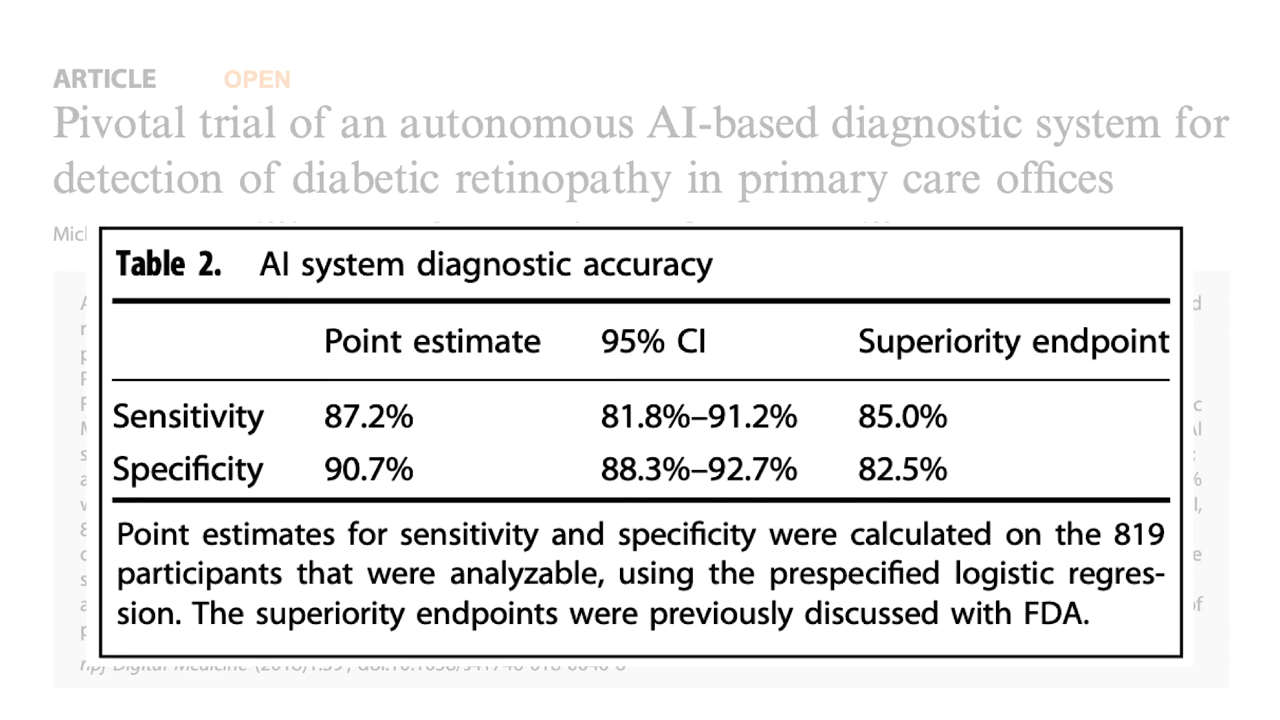 ARTICLE OPEN
Pivotal trial of an autonomous AI-based diagnostic system for
detection of diabetic retinopathy in primary care offices
Table 2. AI system diagnostic accuracy
Point estimate 95% CI Superiority endpoint
Sensitivity 87.2% 81.8%–91.2% 85.0%
Specificity 90.7% 88.3%–92.7% 82.5%
Point estimates for sensitivity and specificity were calculated on the 819
participants that were analyzable, using the prespecified logistic regres-
sion. The superiority endpoints were previously discussed with FDA.